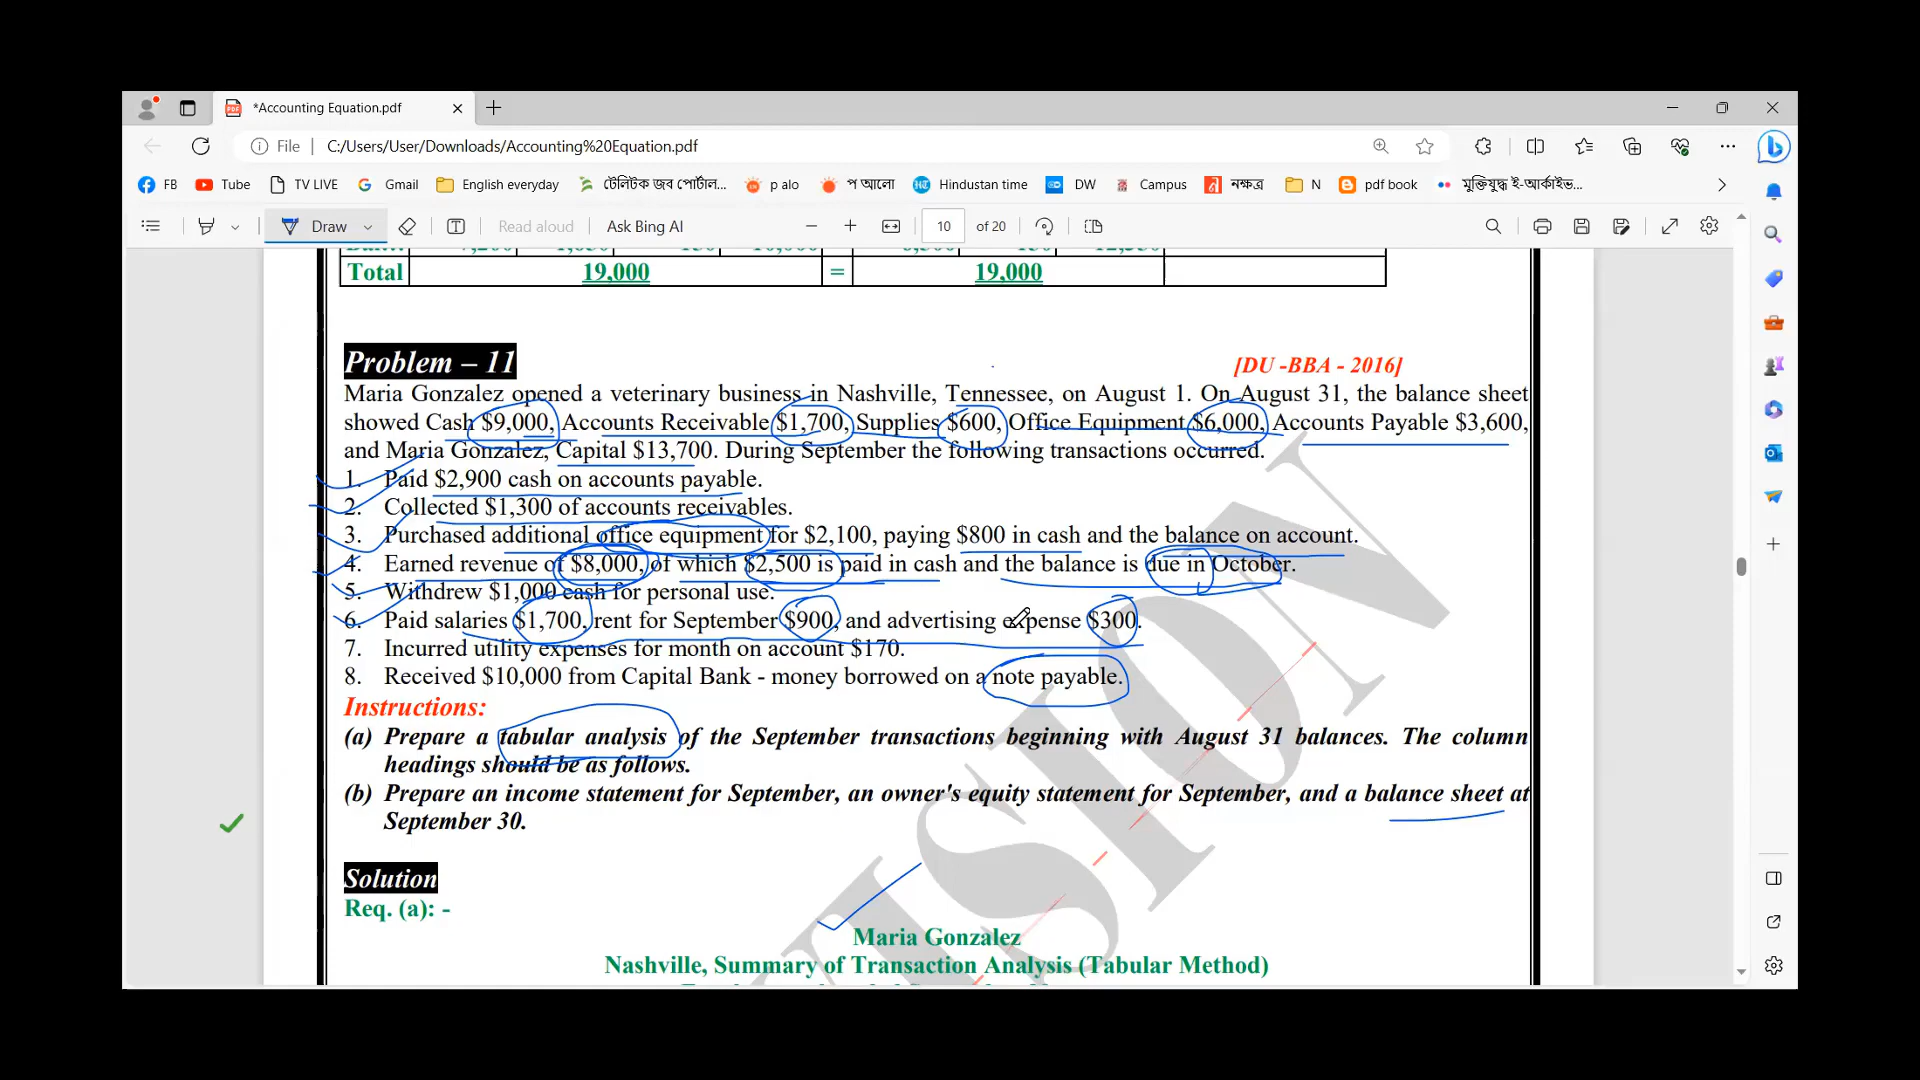 *Accounting Equation.pdf
File C:/Users/User/Downloads/Accounting%20Equation.pdf
FB Tube TV LIVE Gmail English everyday টেলিটক জব পোর্টাল... p alo প আলো Hindustan time DW Campus নক্ষত্র N pdf book মুক্তিযুদ্ধ ই-আর্কাইভ...
Draw Read aloud Ask Bing AI 10 of 20
Total 19,000 = 19,000
Problem – 11 [DU -BBA - 2016]
Maria Gonzalez opened a veterinary business in Nashville, Tennessee, on August 1. On August 31, the balance sheet
showed Cash $9,000, Accounts Receivable $1,700, Supplies $600, Office Equipment $6,000, Accounts Payable $3,600,
and Maria Gonzalez, Capital $13,700. During September the following transactions occurred.
1. Paid $2,900 cash on accounts payable.
2. Collected $1,300 of accounts receivables.
3. Purchased additional office equipment for $2,100, paying $800 in cash and the balance on account.
4. Earned revenue of $8,000, of which $2,500 is paid in cash and the balance is due in October.
5. Withdrew $1,000 cash for personal use.
6. Paid salaries $1,700, rent for September $900, and advertising expense $300.
7. Incurred utility expenses for month on account $170.
8. Received $10,000 from Capital Bank - money borrowed on a note payable.
Instructions:
(a) Prepare a tabular analysis of the September transactions beginning with August 31 balances. The column
headings should be as follows.
(b) Prepare an income statement for September, an owner's equity statement for September, and a balance sheet at
September 30.
Solution
Req. (a): -
Maria Gonzalez
Nashville, Summary of Transaction Analysis (Tabular Method)